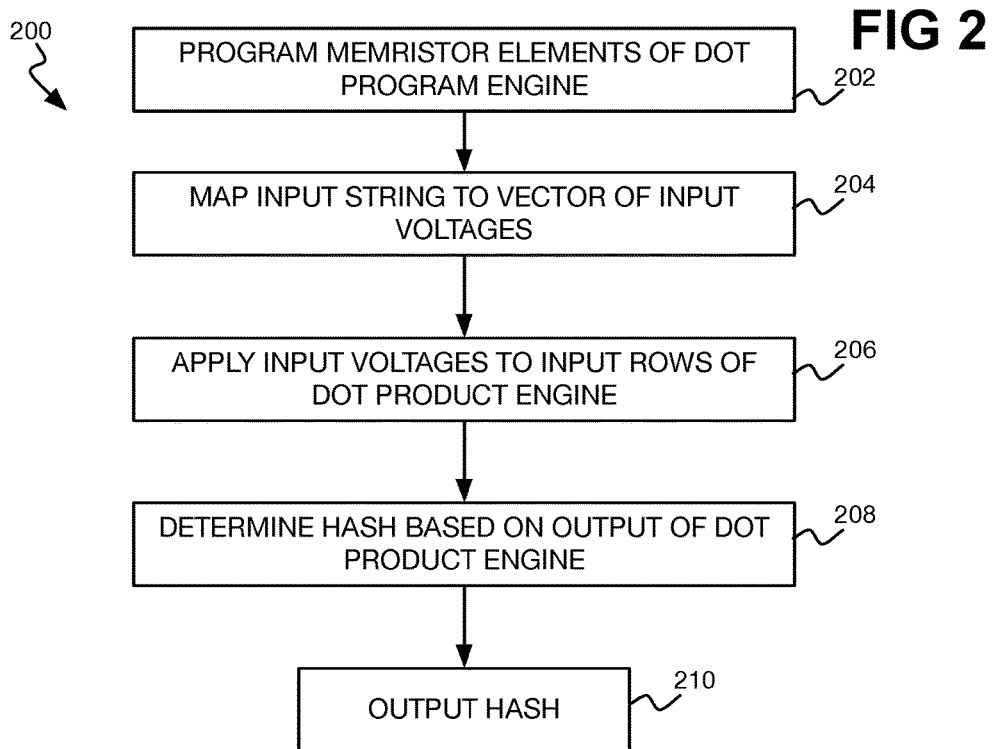 200
FIG 2
PROGRAM MEMRISTOR ELEMENTS OF DOT
PROGRAM ENGINE
202
MAP INPUT STRING TO VECTOR OF INPUT
VOLTAGES
204
APPLY INPUT VOLTAGES TO INPUT ROWS OF
DOT PRODUCT ENGINE
206
DETERMINE HASH BASED ON OUTPUT OF DOT
PRODUCT ENGINE
208
OUTPUT HASH
210